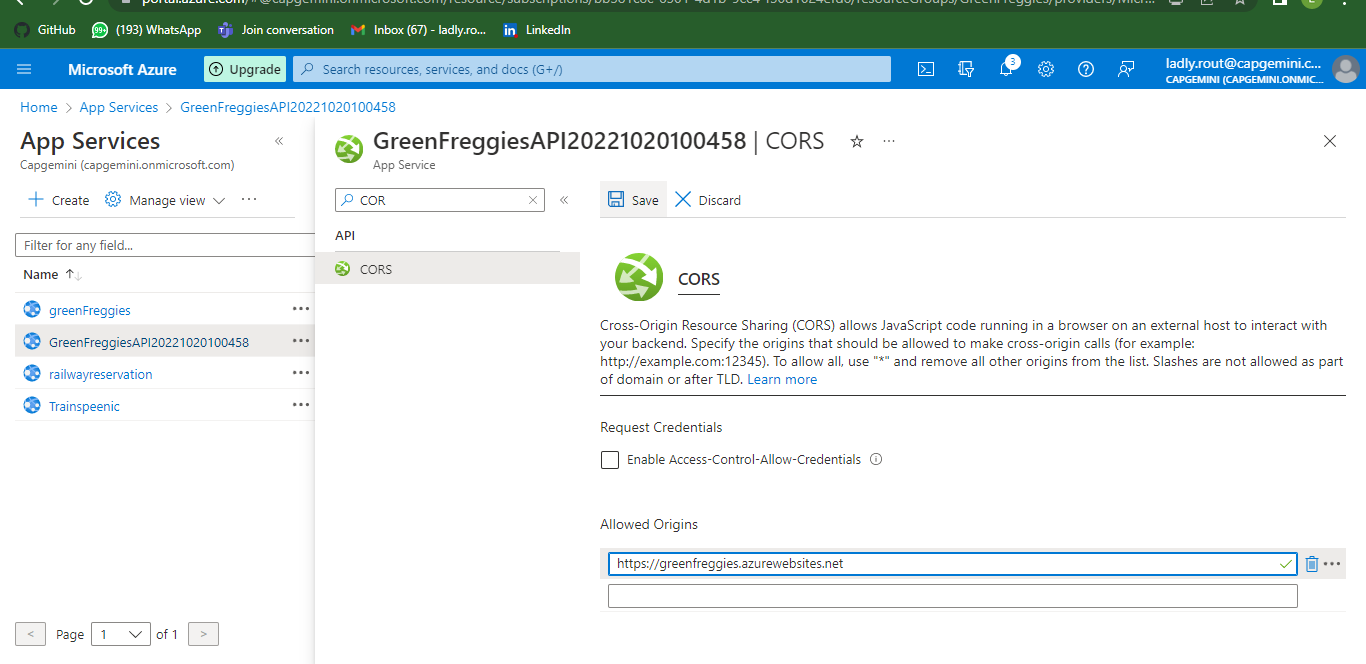 GitHub
99+
(193) WhatsApp
Join conversation
Inbox (67) - ladly.ro...
in
LinkedIn
Microsoft Azure
Upgrade
Search resources, services, and docs (G+/)
3
ladly.rout@capgemini.c...
CAPGEMINI (CAPGEMINI.ONMIC...
Home > App Services > GreenFreggiesAPI20221020100458
App Services
Capgemini (capgemini.onmicrosoft.com)
Create
Manage view
Filter for any field...
Name
greenFreggies
GreenFreggiesAPI20221020100458
railwayreservation
Trainspeenic
< Page 1 of 1 >
GreenFreggiesAPI20221020100458 | CORS
App Service
COR
API
CORS
Save
Discard
CORS
Cross-Origin Resource Sharing (CORS) allows JavaScript code running in a browser on an external host to interact with
your backend. Specify the origins that should be allowed to make cross-origin calls (for example:
http://example.com:12345). To allow all, use "*" and remove all other origins from the list. Slashes are not allowed as part
of domain or after TLD. Learn more
Request Credentials
Enable Access-Control-Allow-Credentials
Allowed Origins
https://greenfreggies.azurewebsites.net